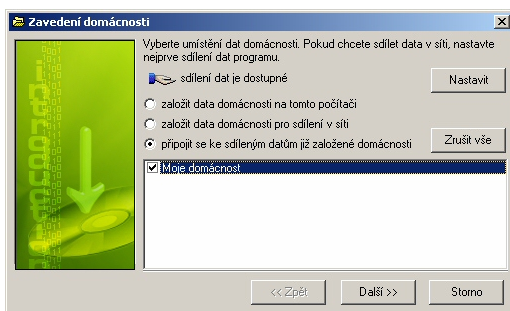 Zavedení domácnosti
Vyberte umístění dat domácnosti. Pokud chcete sdílet data v síti, nastavte
nejprve sdílení dat programu.
sdílení dat je dostupné
Nastavit
založit data domácnosti na tomto počítači
založit data domácnosti pro sdílení v síti
připojit se ke sdíleným datům již založené domácnosti
Zrušit vše
Moje domácnost
<< Zpět
Další >>
Storno